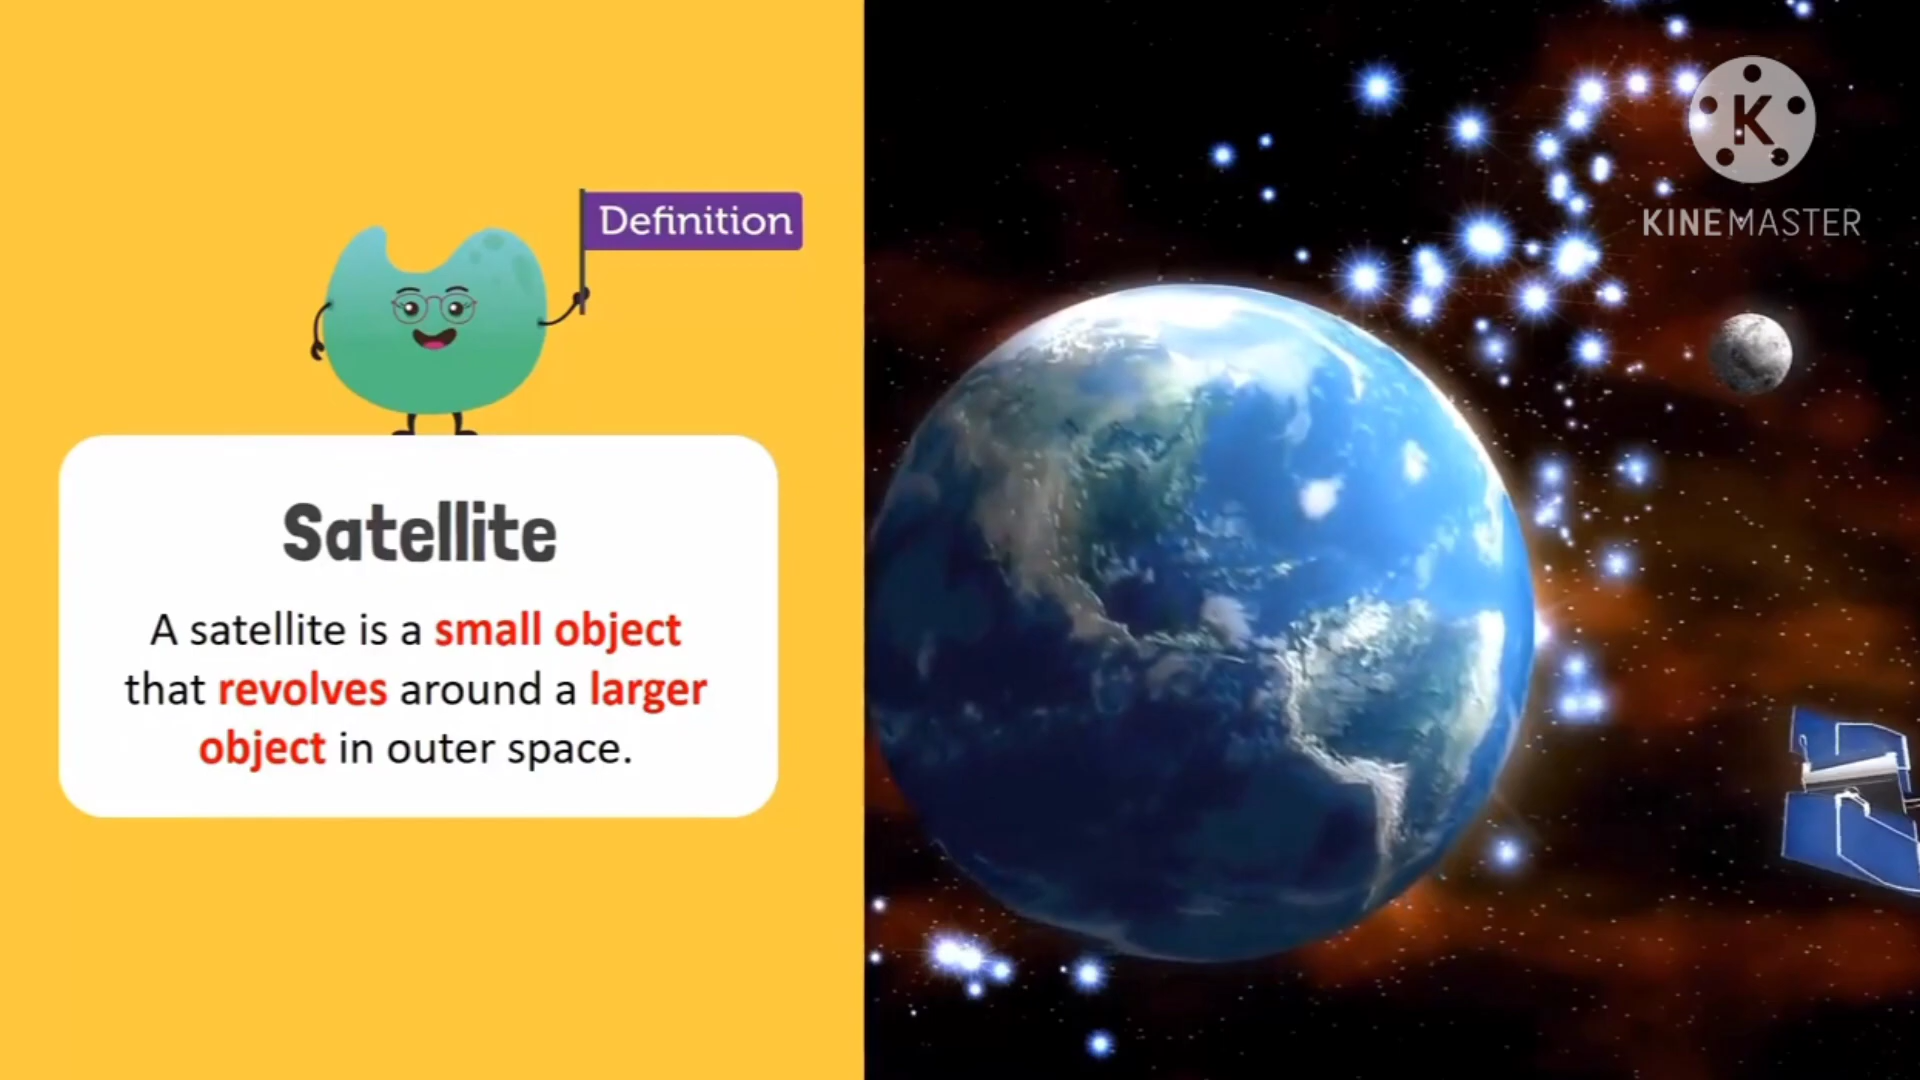 Definition
Satellite
A satellite is a small object
that revolves around a larger
object in outer space.
K
KINEMASTER